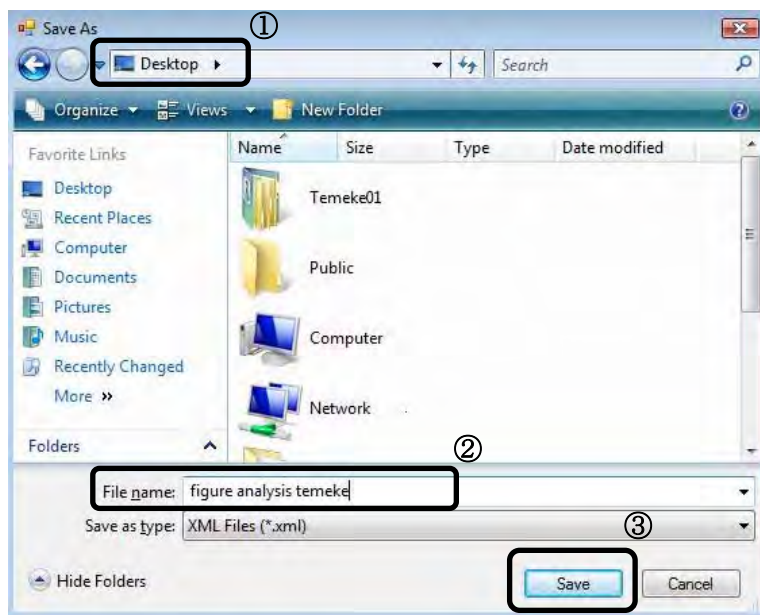 Save As
①
Desktop
Search
Organize Views New Folder
Favorite Links
Name Size Type Date modified
Desktop
Recent Places
Computer
Documents
Pictures
Music
Recently Changed
More »
Temeke01
Public
Computer
Network
Folders
②
File name: figure analysis temeke
Save as type: XML Files (*.xml)
③
Hide Folders
Save Cancel